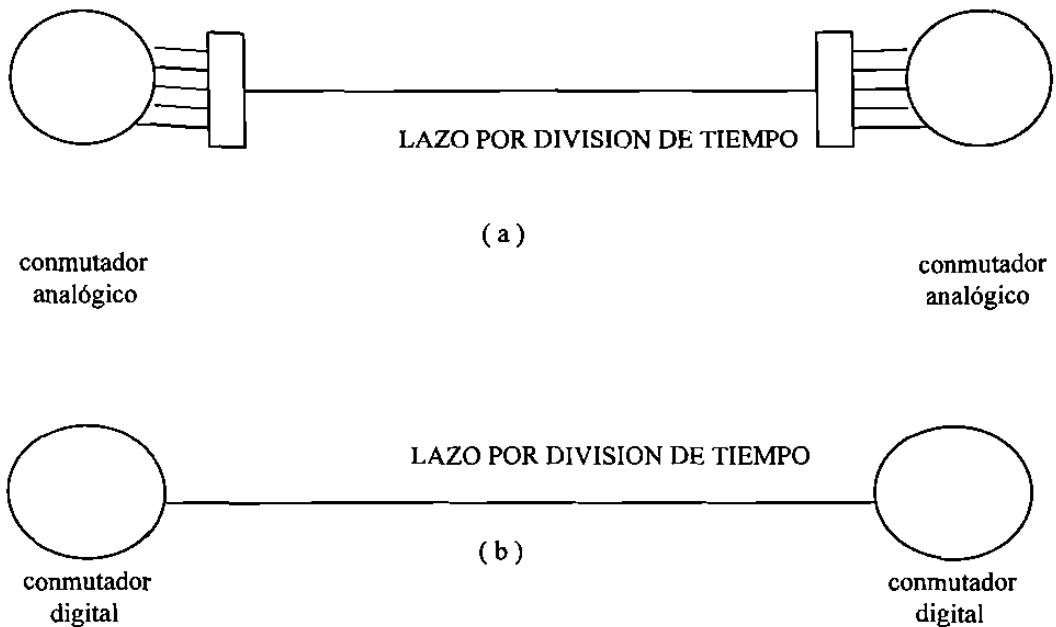 LAZO POR DIVISION DE TIEMPO
( a )
conmutador
analógico
conmutador
analógico
LAZO POR DIVISION DE TIEMPO
( b )
conmutador
digital
conmutador
digital